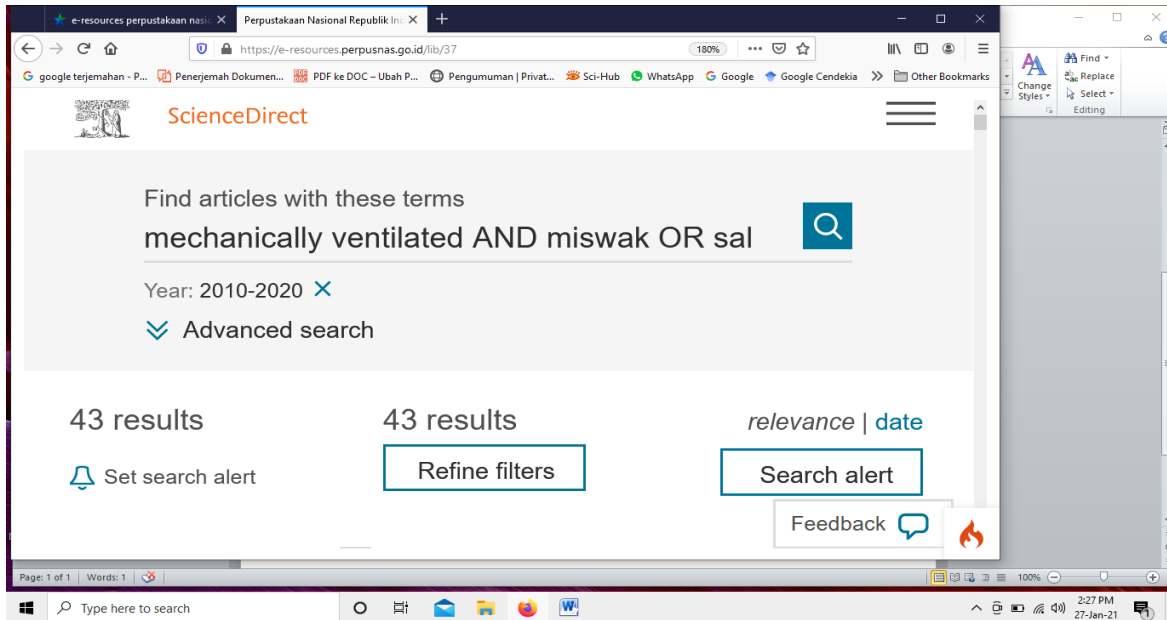 e-resources perpustakaan nasio
Perpustakaan Nasional Republik Inc
https://e-resources.perpusnas.go.id/lib/37
180%
google terjemahan - P...
Penerjemah Dokumen...
PDF ke DOC – Ubah P...
Pengumuman | Privat...
Sci-Hub
WhatsApp
Google
Google Cendekia
Other Bookmarks
Change Styles
Find
Replace
Select
Editing
ScienceDirect
Find articles with these terms
mechanically ventilated AND miswak OR sal
Year: 2010-2020
Advanced search
43 results
43 results
relevance | date
Set search alert
Refine filters
Search alert
Feedback
Page: 1 of 1
Words: 1
100%
Type here to search
2:27 PM
27-Jan-21
1